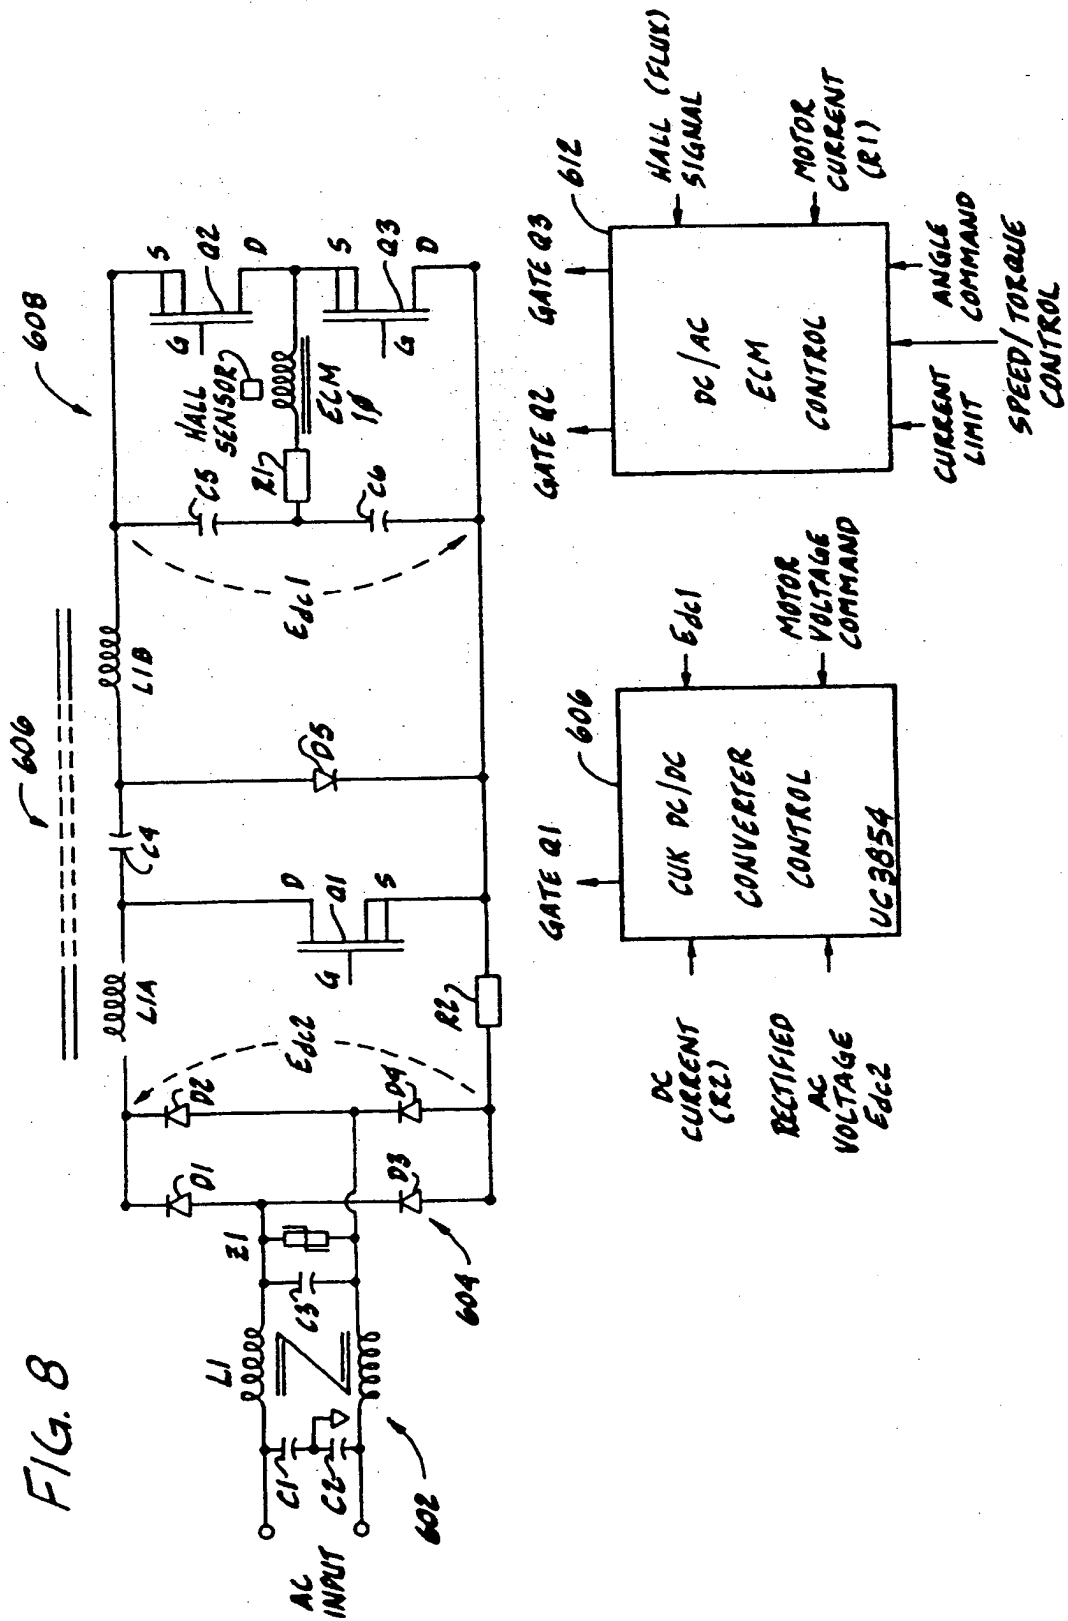 FIG. 8
AC
INPUT
C1
C2
602
L1
C3
Z1
604
D1
D2
D3
D4
Edc2
R2
L1A
606
G
D
Q1
S
C4
D5
L1B
Edc1
C5
C6
R1
HALL
SENSOR
ECM
1Ø
608
G
S
Q2
D
G
S
Q3
D
GATE Q1
606
CUK DC/DC
CONVERTER
CONTROL
UC3854
DC
CURRENT
(R2)
RECTIFIED
AC
VOLTAGE
Edc2
Edc1
MOTOR
VOLTAGE
COMMAND
GATE Q2
GATE Q3
612
DC/AC
ECM
CONTROL
HALL (FLUX)
SIGNAL
MOTOR
CURRENT
(R1)
CURRENT
LIMIT
SPEED/TORQUE
CONTROL
ANGLE
COMMAND